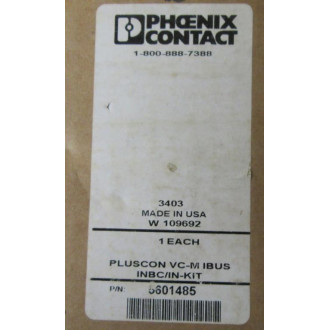 PHŒNIX
CONTACT
1-800-888-7388
3403
MADE IN USA
W 109692
1 EACH
PLUSCON VC-M IBUS
INBC/IN-KIT
P/N 5601485